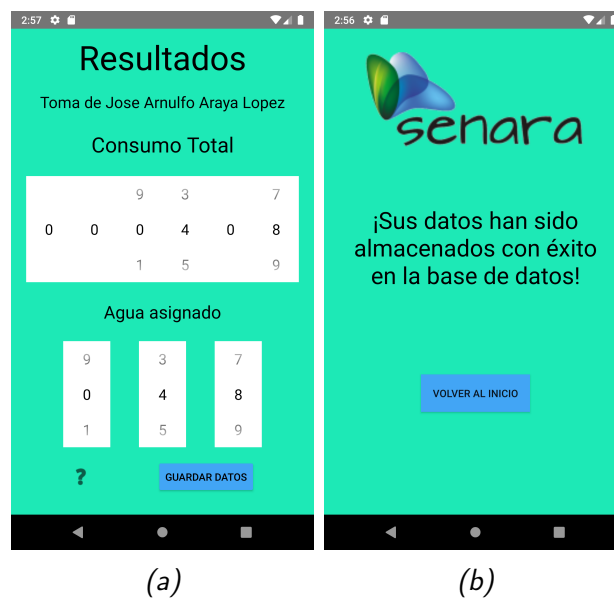 2:57
Resultados
Toma de Jose Arnulfo Araya Lopez
Consumo Total
9 3 7
0 0 0 4 0 8
1 5 9
Agua asignado
9 3 7
0 4 8
1 5 9
?
GUARDAR DATOS
(a)
2:56
senara
¡Sus datos han sido
almacenados con éxito
en la base de datos!
VOLVER AL INICIO
(b)